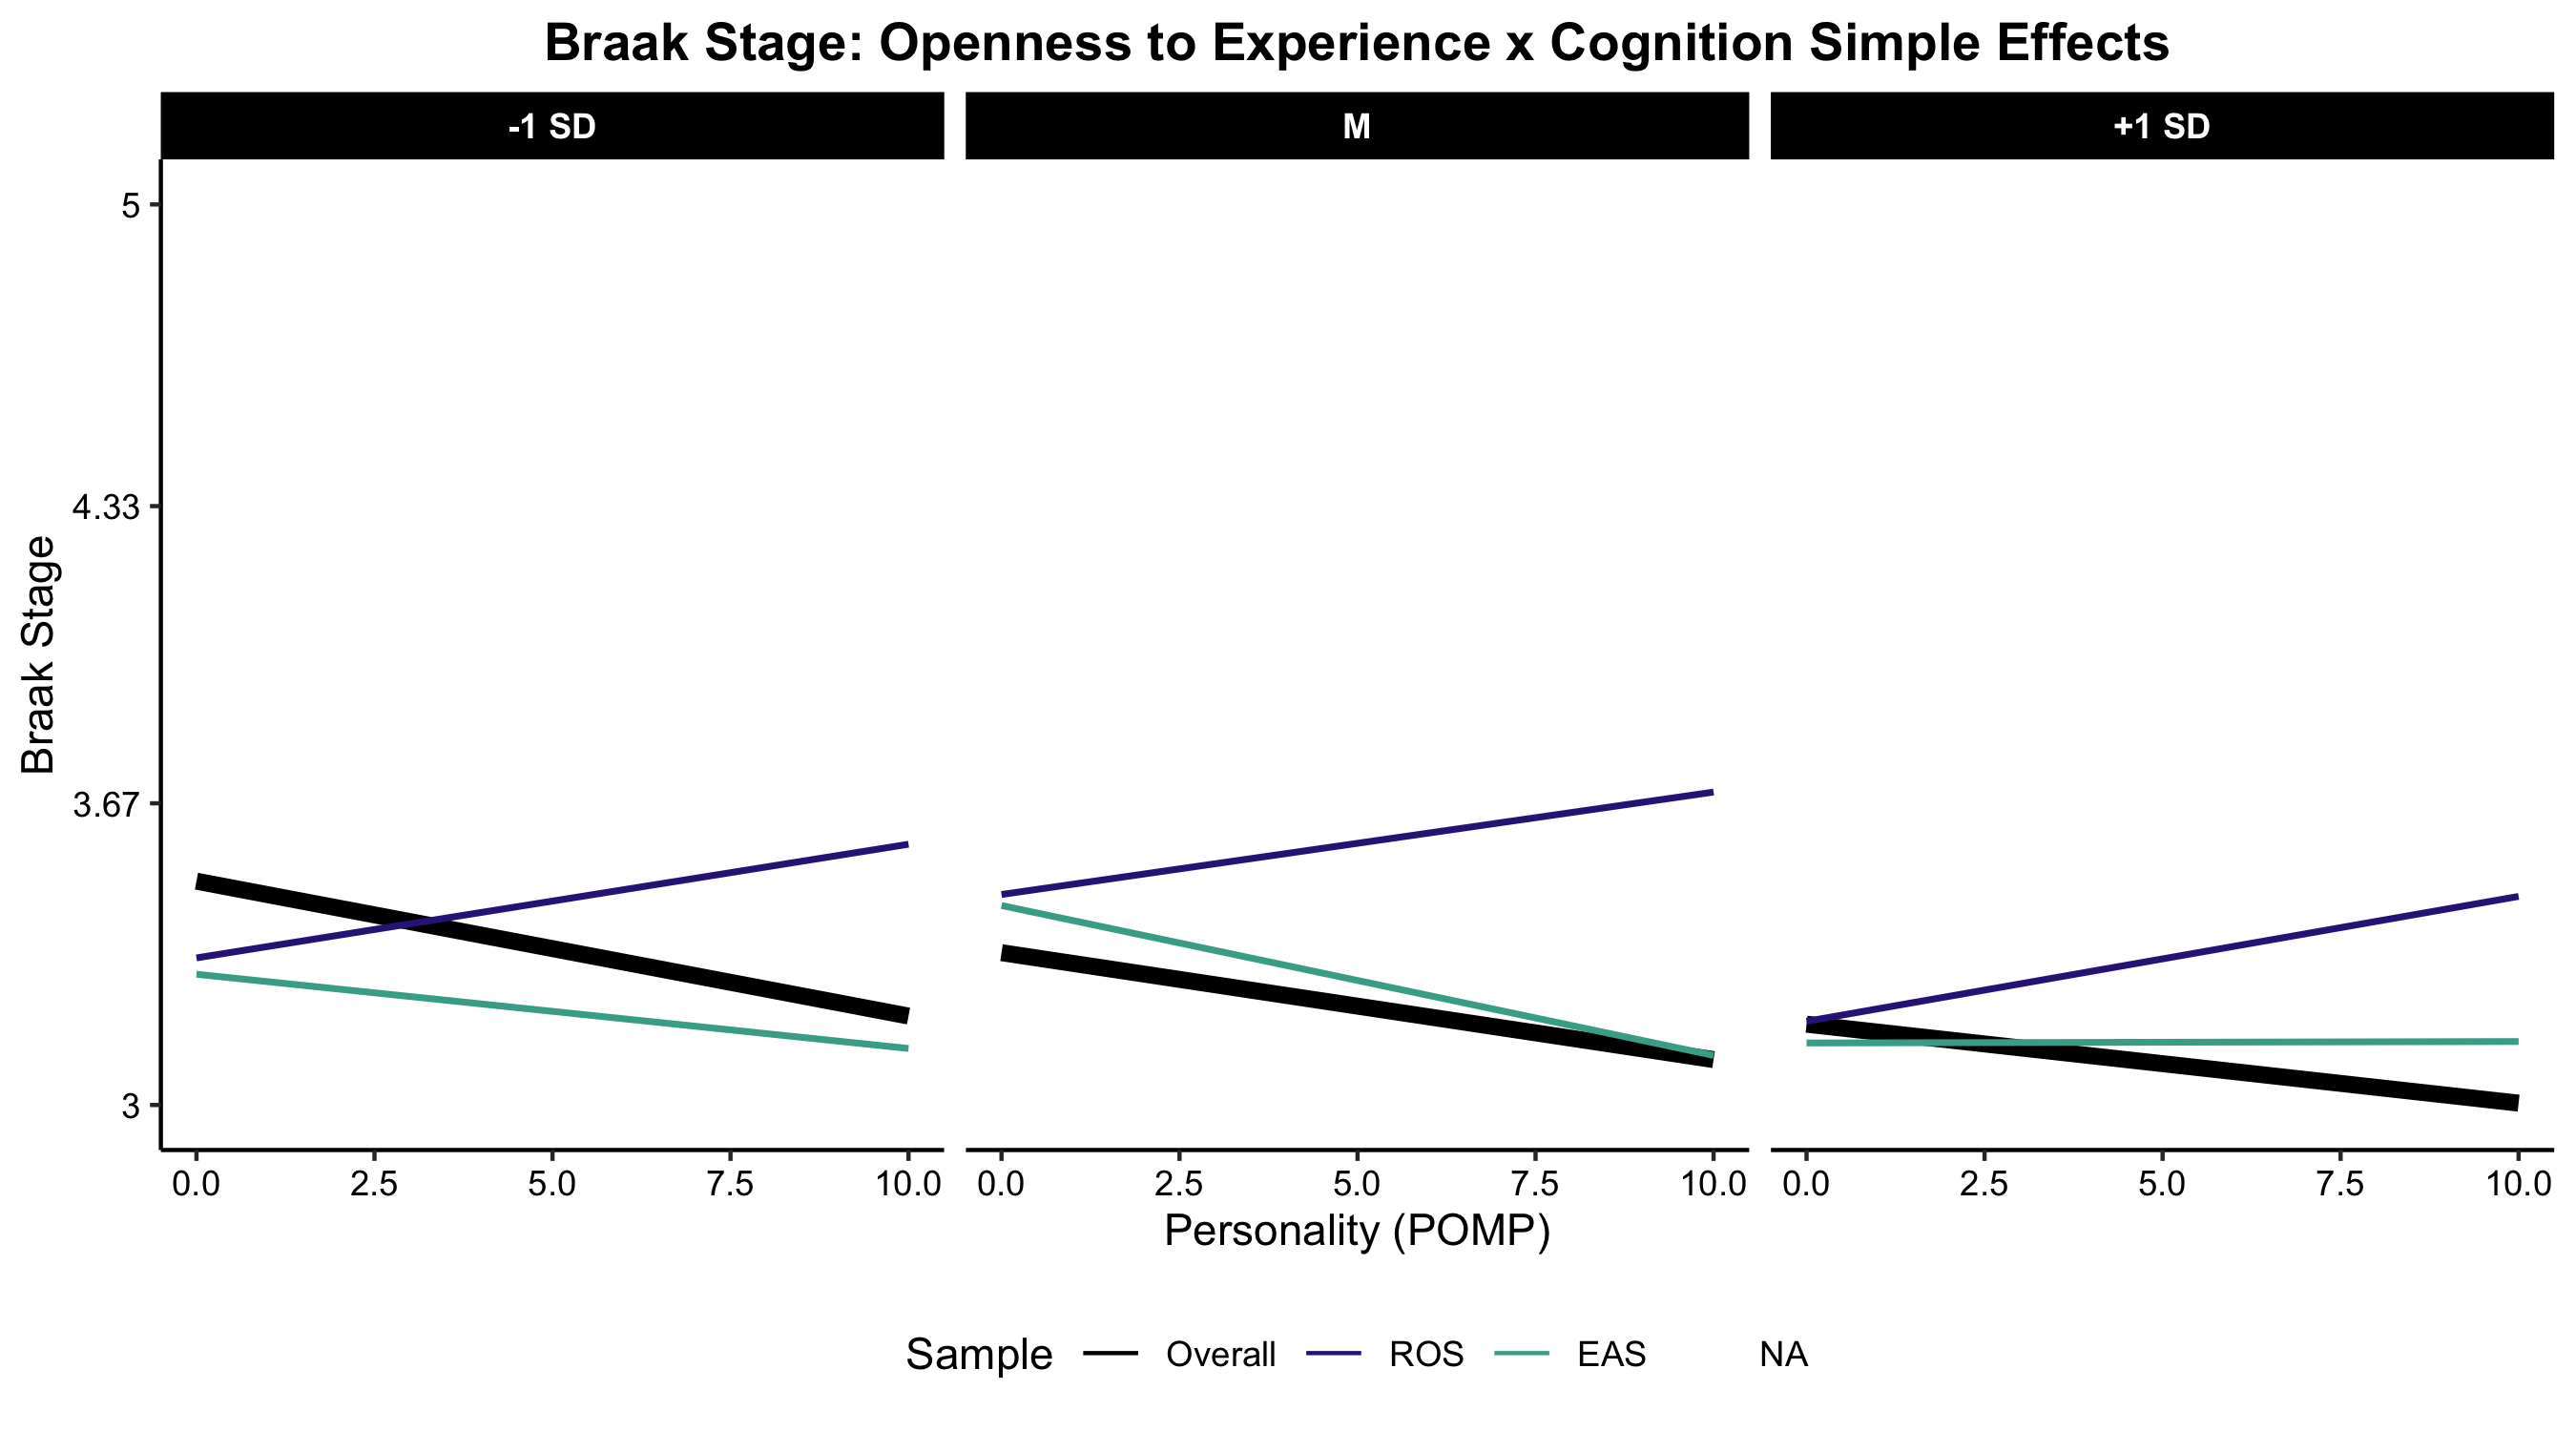 Braak Stage: Openness to Experience x Cognition Simple Effects
-1 SD
M
+1 SD
Braak Stage
5
4.33
3.67
3
0.0 2.5 5.0 7.5 10.0
0.0 2.5 5.0 7.5 10.0
0.0 2.5 5.0 7.5 10.0
Personality (POMP)
Sample Overall ROS EAS NA